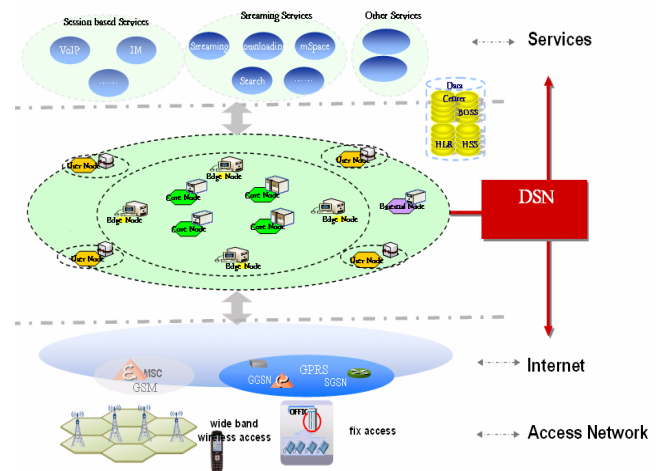 Session based Services
Streaming Services
Other Services
Services
VoIP
IM
Streaming
Downloadin
mSpace
.......
Search
.......
Data
Center
BOSS
HLR
HSS
User Node
Edge Node
User Node
Core Node
Core Node
DSN
Edge Node
Edge Node
Core Node
Core Node
User Node
Edge Node
User Node
Internet
MSC
GSM
GPRS
GGSN
SGSN
OFFIC
wide band
wireless access
fix access
Access Network